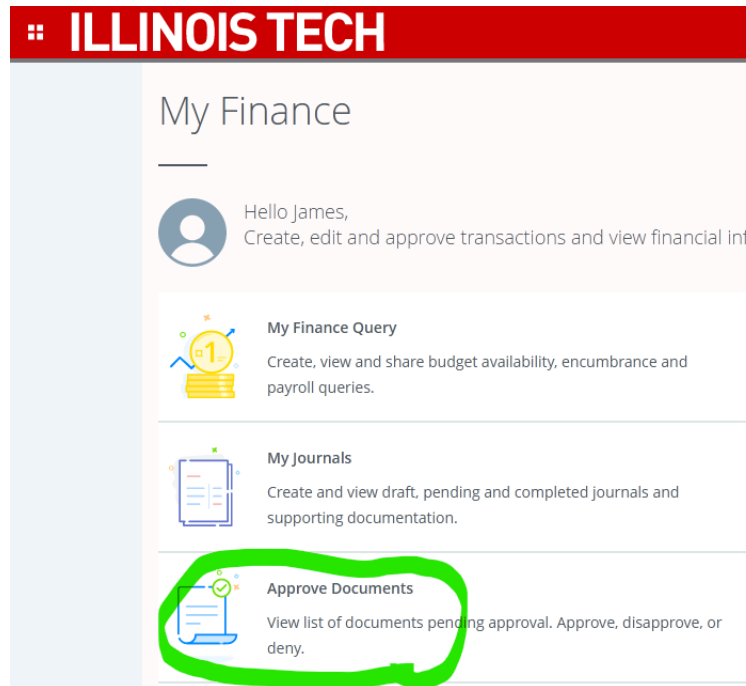 ILLINOIS TECH
My Finance
Hello James,
Create, edit and approve transactions and view financial inf
1
My Finance Query
Create, view and share budget availability, encumbrance and
payroll queries.
My Journals
Create and view draft, pending and completed journals and
supporting documentation.
Approve Documents
View list of documents pending approval. Approve, disapprove, or
deny.